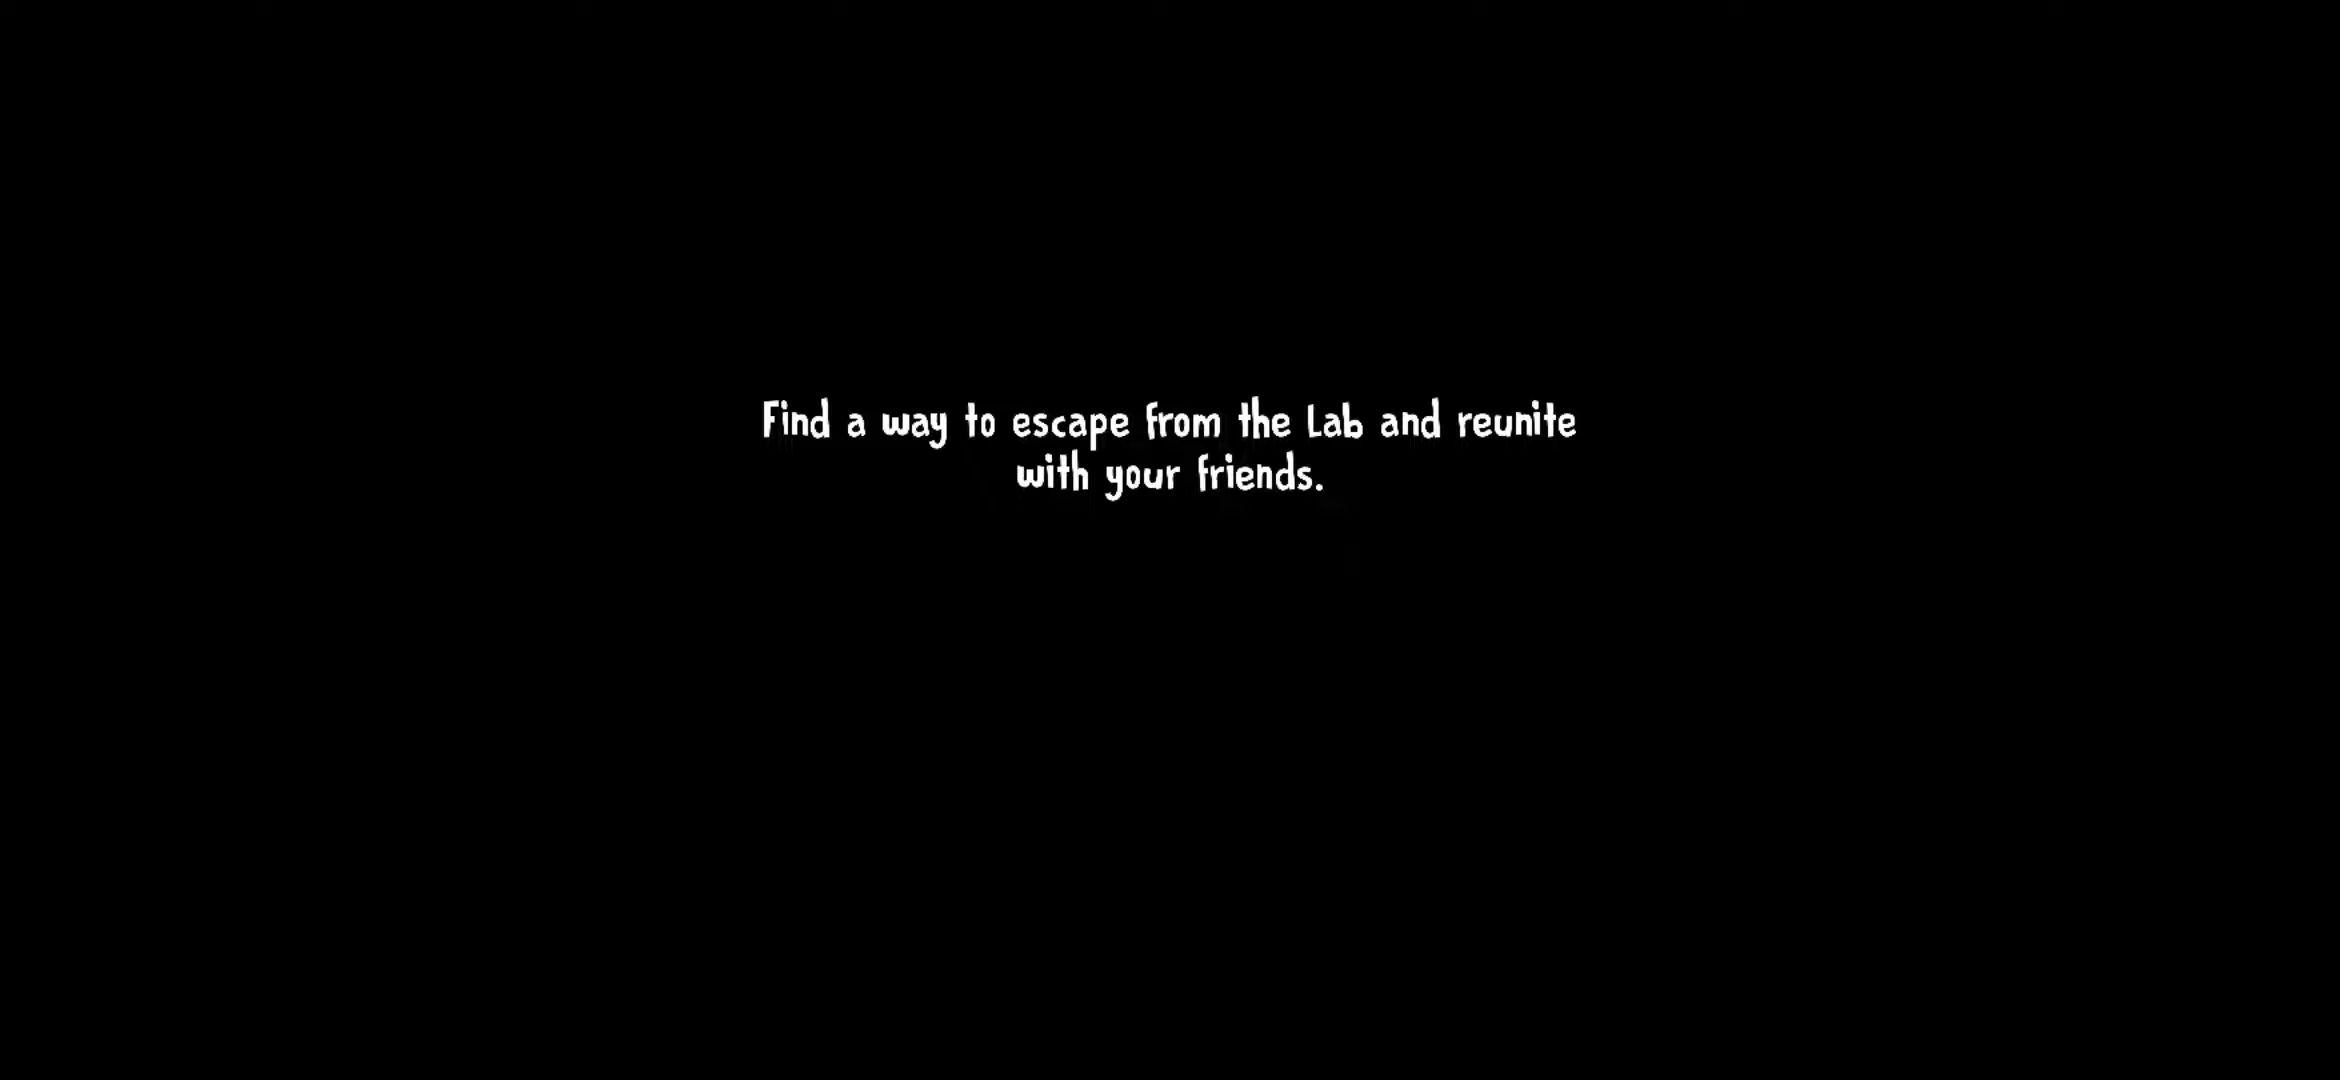 Find a way to escape from the Lab and reunite
with your friends.